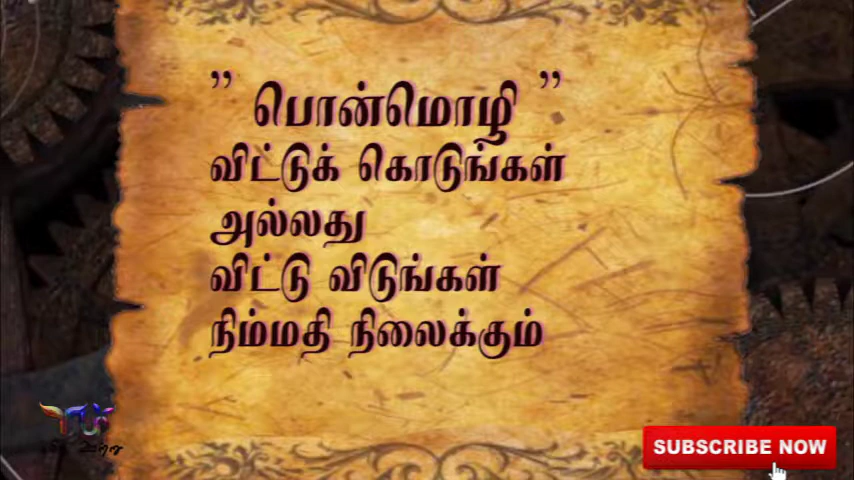 ” பொன்மொழி ”
விட்டுக் கொடுங்கள்
அல்லது
விட்டு விடுங்கள்
நிம்மதி நிலைக்கும்
SUBSCRIBE NOW